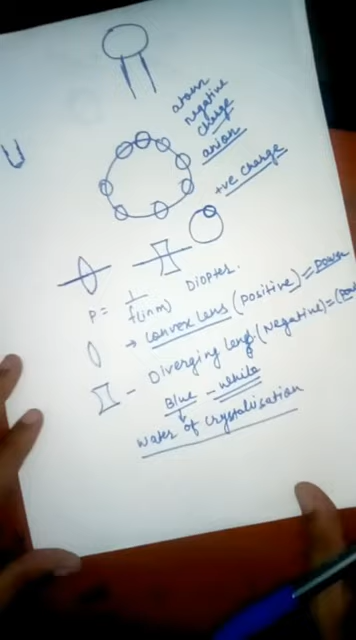 atom
negative
charge
anion
+ve charge
U
P = 1/f(in m) Diopter.
→ Convex Lens (Positive) = Power
- Diverging Lens (Negative) = (
Blue - white
↓
water of crystalisation